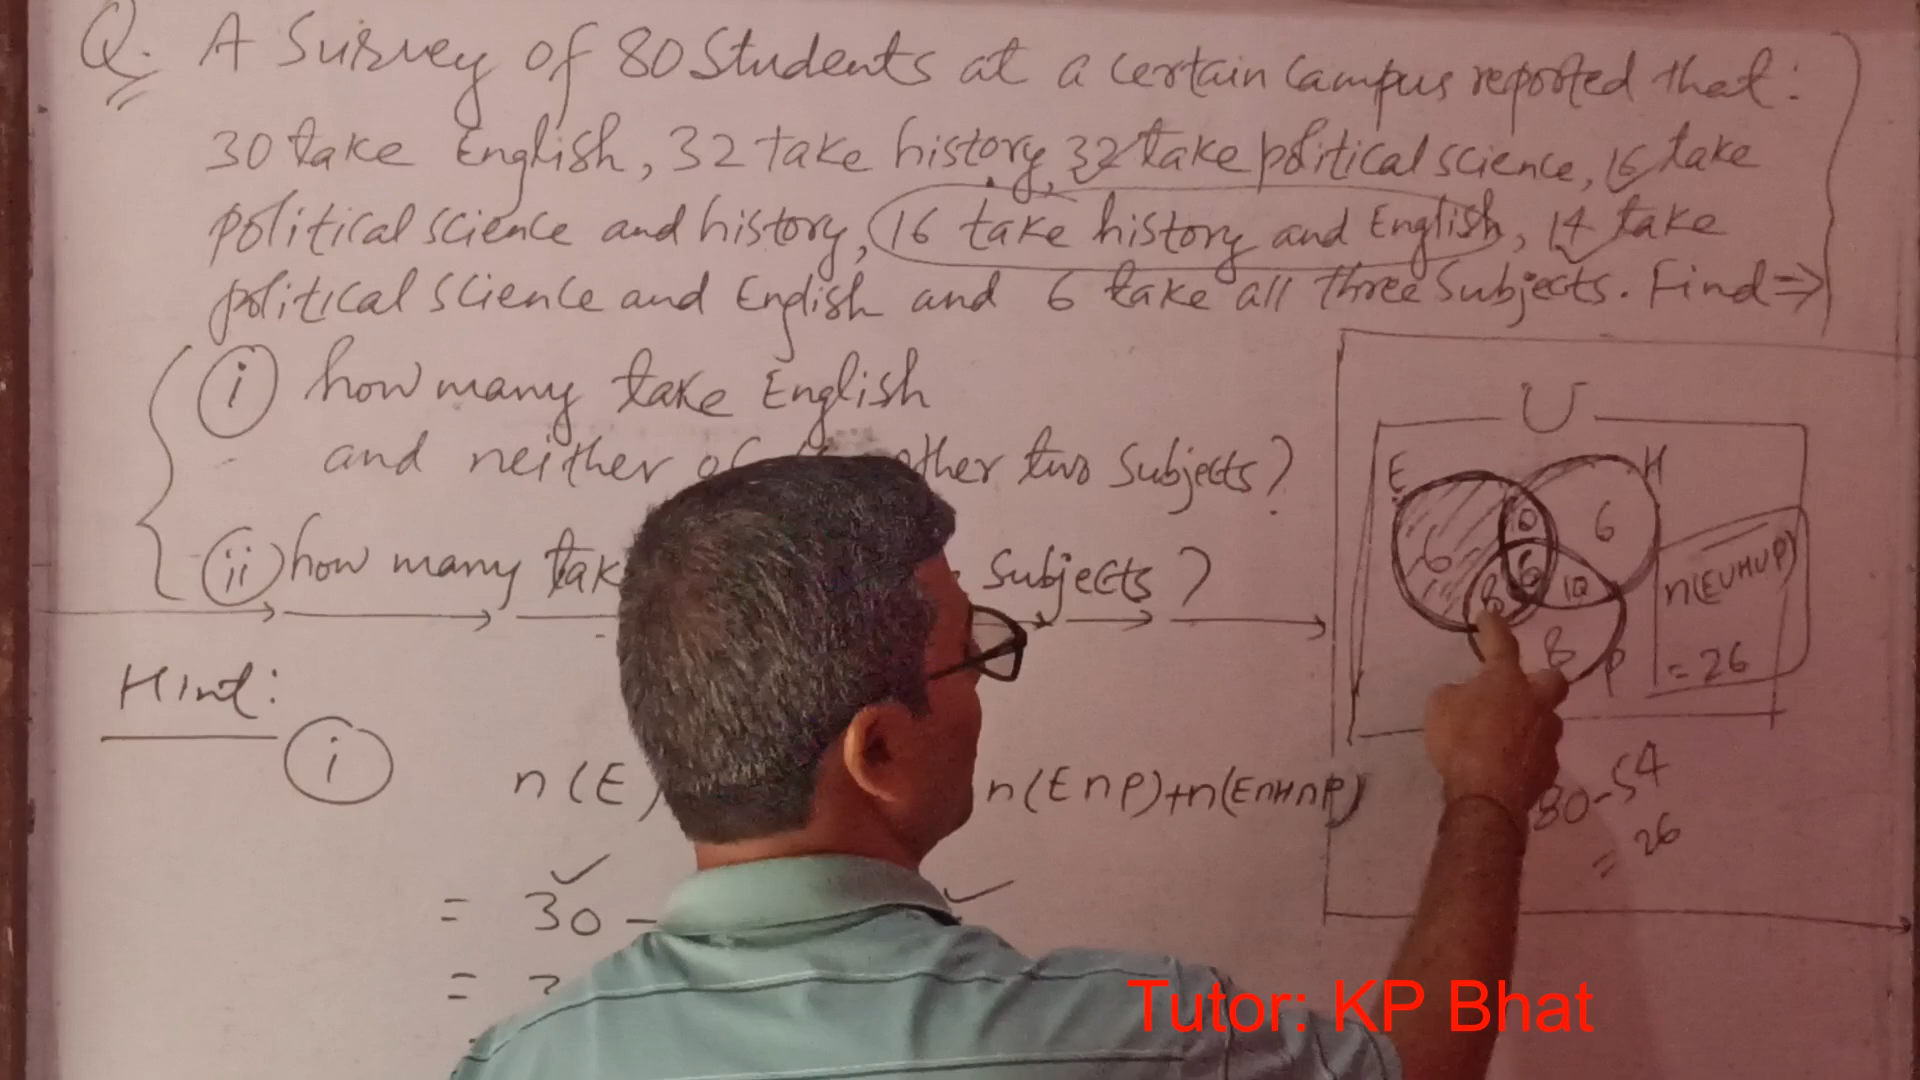 Q. A Survey of 80 Students at a certain campus reported that:
30 take English, 32 take history, 32 take political science, 16 take
political science and history, 16 take history and English, 14 take
political science and English and 6 take all three Subjects. Find ⇒
(i) how many take English
and neither of other two Subjects?
(ii) how many Subjects?
Hint:
(i)
n(E) n(E∩P)+n(E∩H∩P)
= 30 -
=
U
E
H
10
6
6
6
10
8
8
P
n(E∪H∪P)
= 26
80-54
= 26
Tutor: KP Bhat